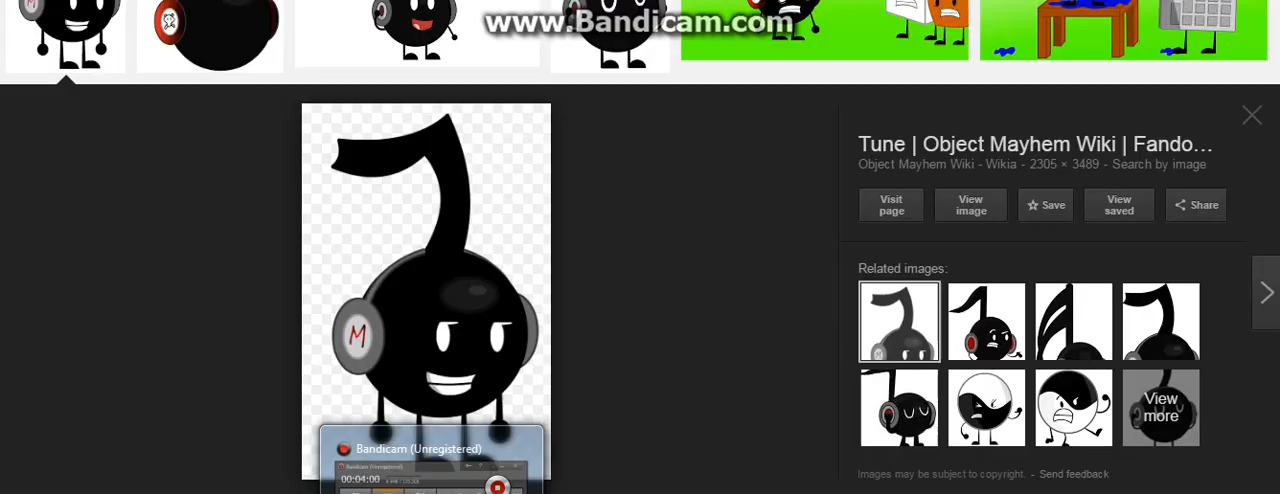 www.Bandicam.com
Tune | Object Mayhem Wiki | Fando...
Object Mayhem Wiki - Wikia - 2305 × 3489 - Search by image
Visit page
View image
Save
View saved
Share
Related images:
M
View more
Bandicam (Unregistered)
Bandicam (Unregistered)
00:04:00
Images may be subject to copyright. - Send feedback